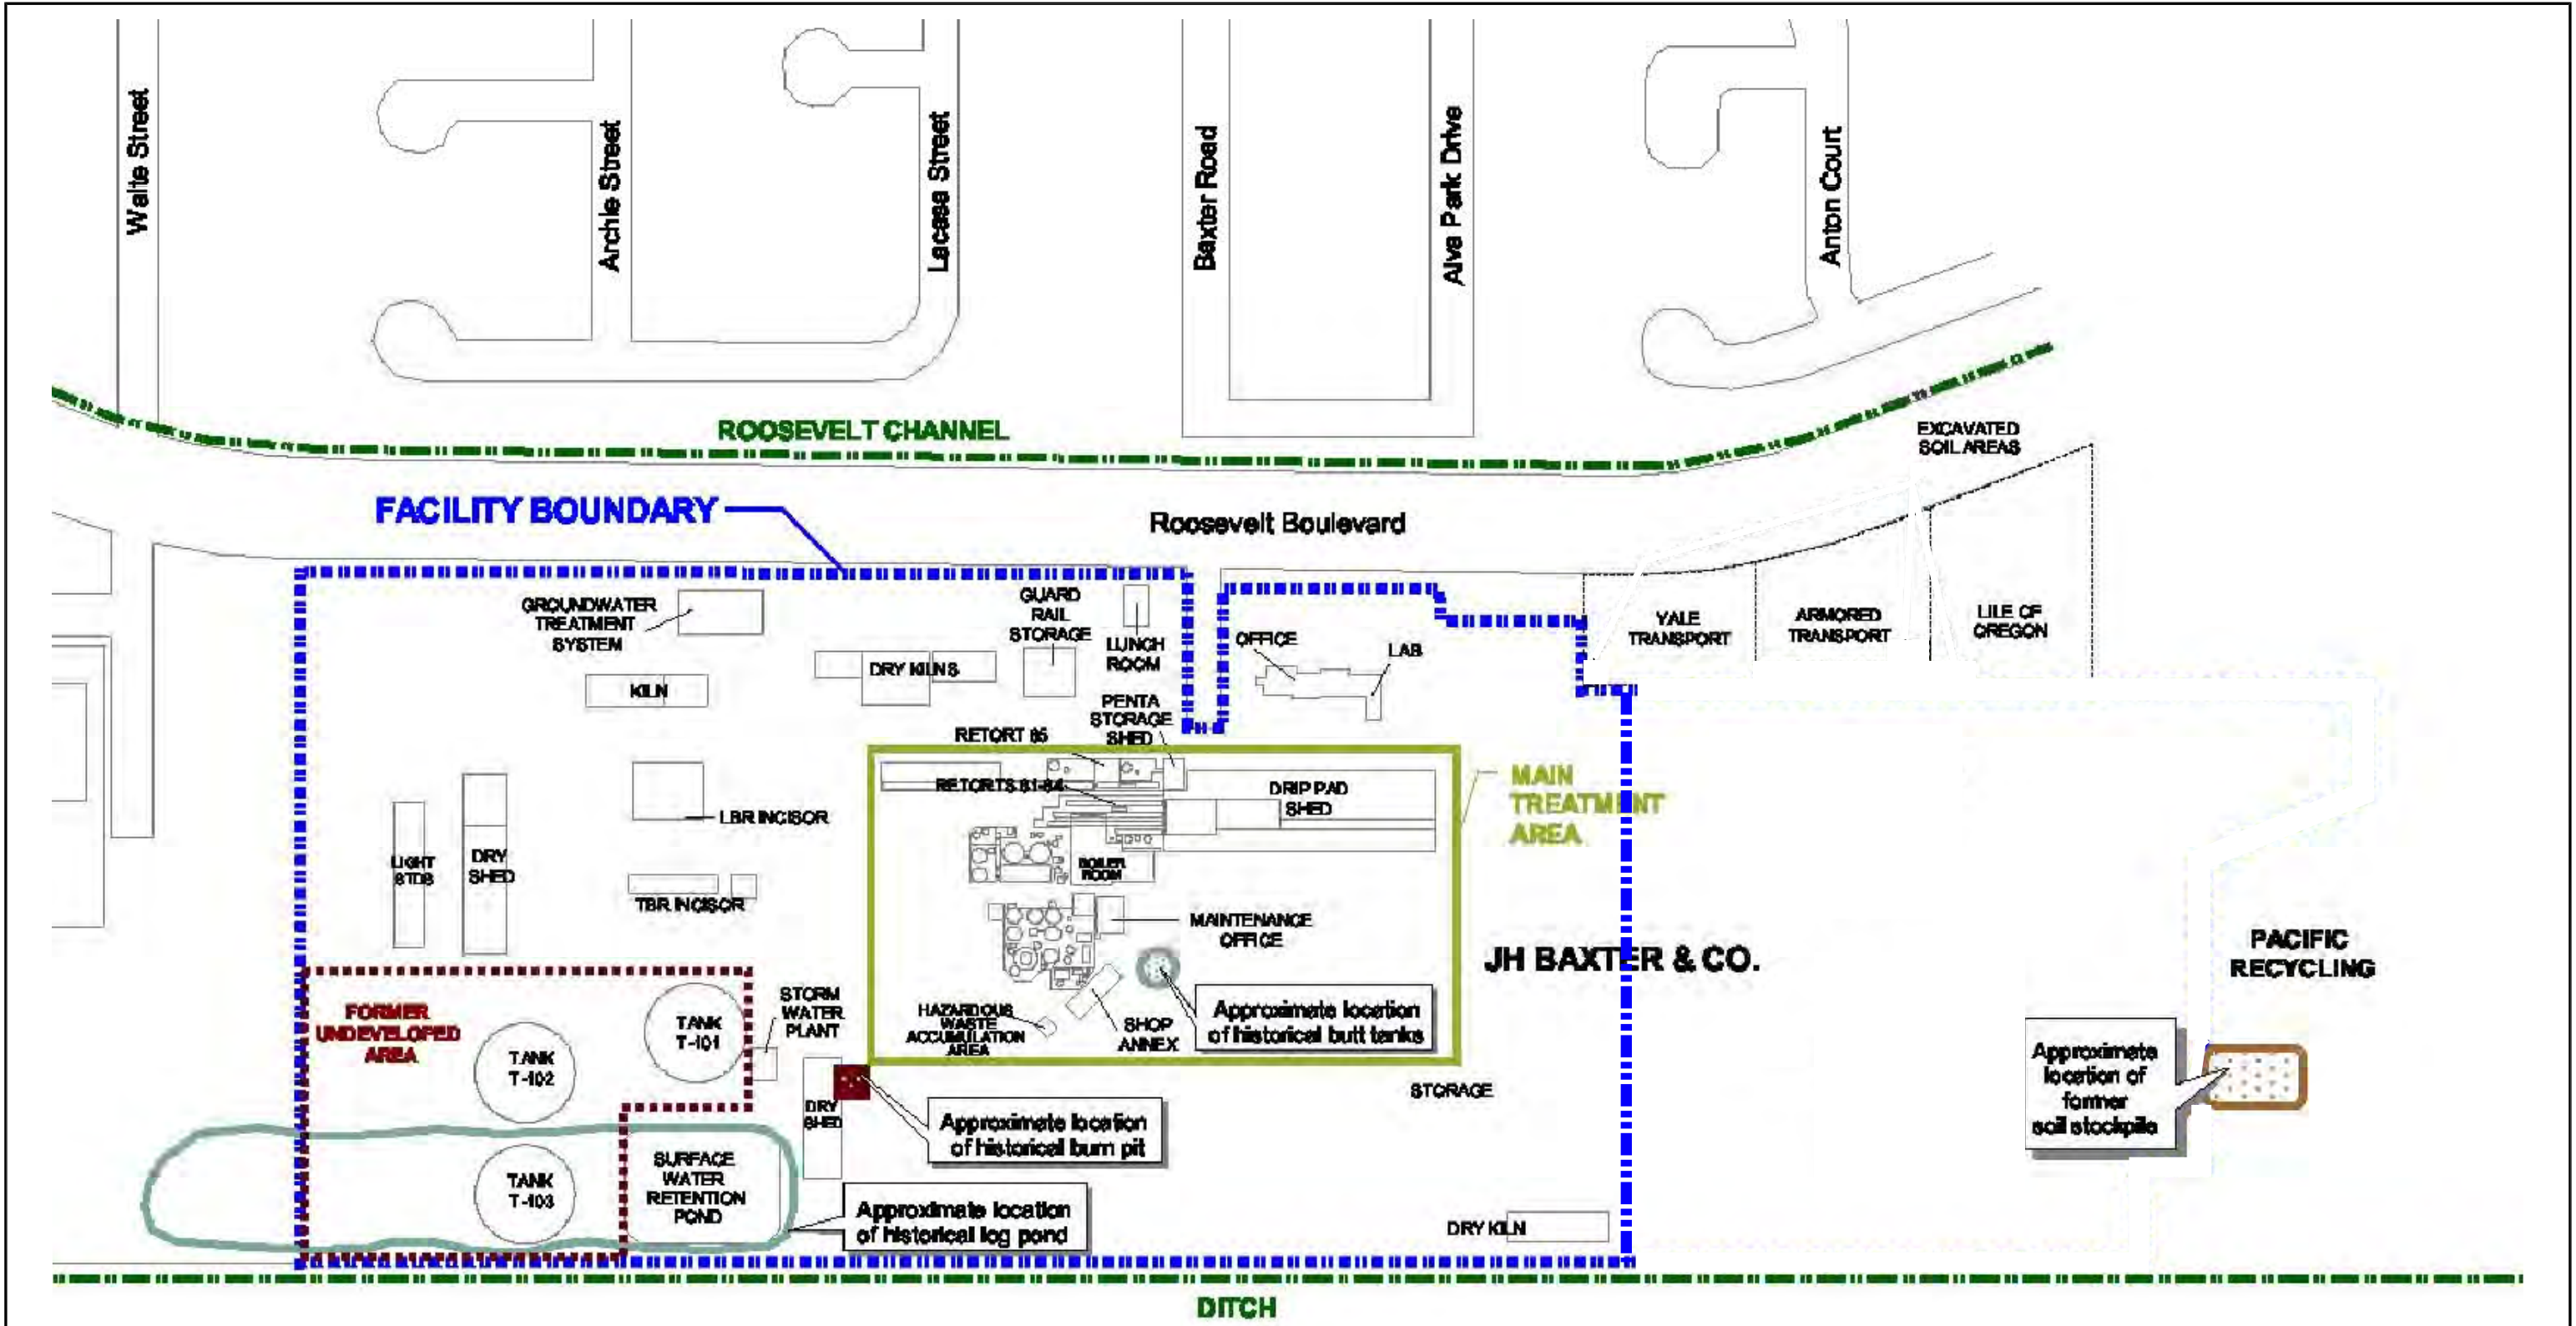 Waite Street
Archie Street
Lacasa Street
Baxter Road
Alva Park Drive
Anton Court
ROOSEVELT CHANNEL
EXCAVATED
SOIL AREAS
FACILITY BOUNDARY
Roosevelt Boulevard
GROUNDWATER
TREATMENT
SYSTEM
GUARD
RAIL
STORAGE
LUNCH
ROOM
OFFICE
LAB
YALE
TRANSPORT
ARMORED
TRANSPORT
LILE OF
OREGON
KILN
DRY KILNS
PENTA
STORAGE
SHED
RETORT 85
RETORTS 81-84
DRIP PAD
SHED
MAIN
TREATMENT
AREA
LBR INCISOR
LIGHT
STDS
DRY
SHED
BOILER
ROOM
TBR INCISOR
MAINTENANCE
OFFICE
JH BAXTER & CO.
PACIFIC
RECYCLING
FORMER
UNDEVELOPED
AREA
TANK
T-101
TANK
T-102
STORM
WATER
PLANT
HAZARDOUS
WASTE
ACCUMULATION
AREA
SHOP
ANNEX
Approximate location
of historical butt tanks
Approximate
location of
former
soil stockpile
STORAGE
DRY
SHED
Approximate location
of historical burn pit
TANK
T-103
SURFACE
WATER
RETENTION
POND
Approximate location
of historical log pond
DRY KILN
DITCH